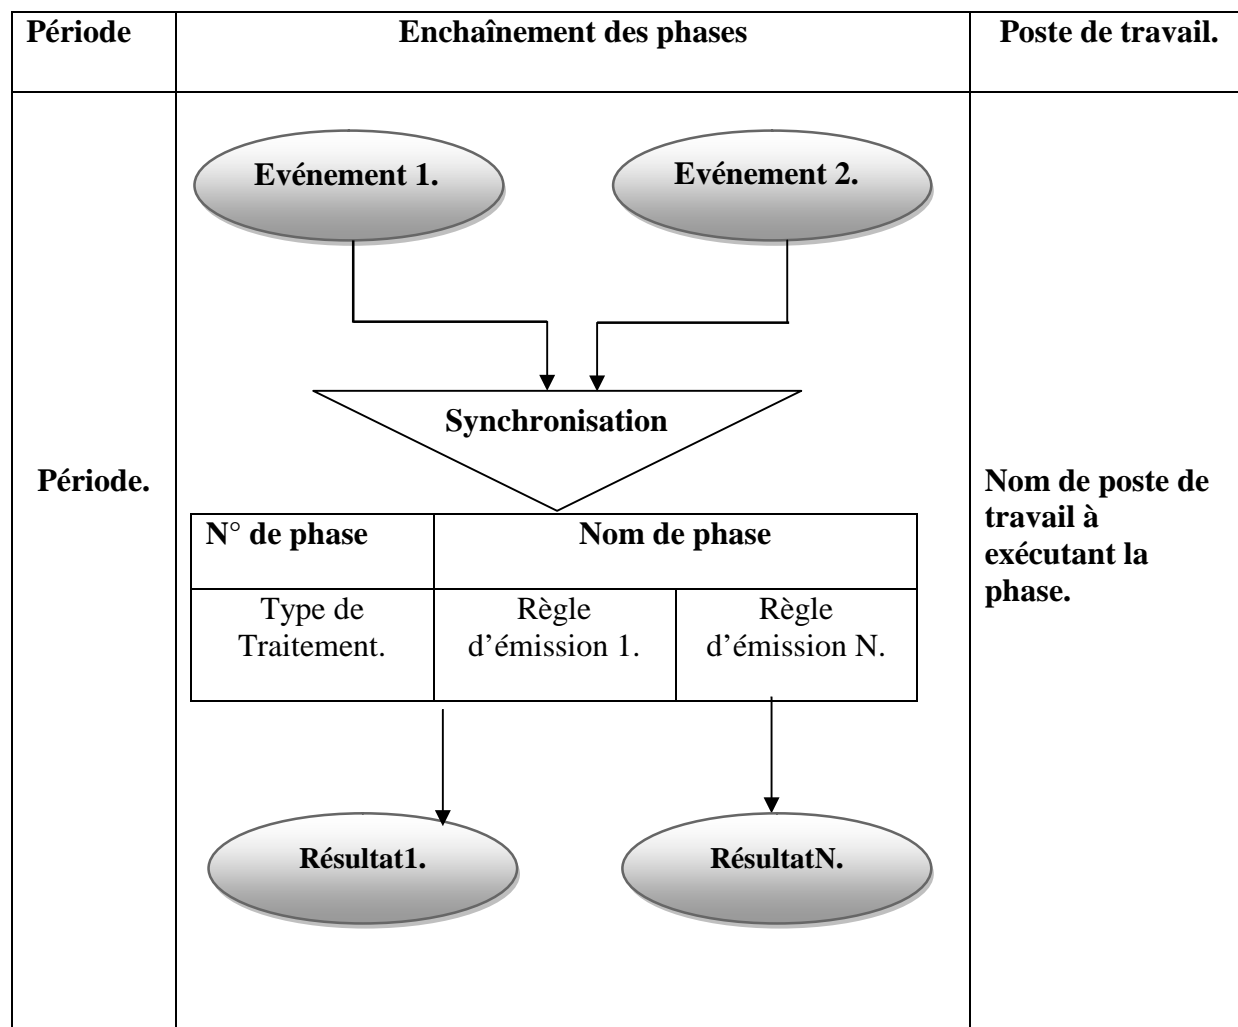 Période
Enchaînement des phases
Poste de travail.
Evénement 1.
Evénement 2.
Synchronisation
Période.
Nom de poste de
travail à
exécutant la
phase.
N° de phase
Nom de phase
Type de
Traitement.
Règle
d’émission 1.
Règle
d’émission N.
Résultat1.
RésultatN.